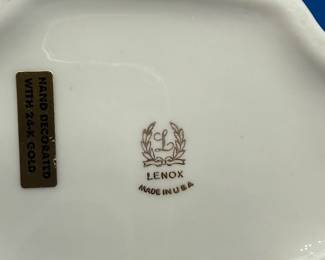 HAND DECORATED
WITH 24-K GOLD
L
LENOX
MADE IN U S A